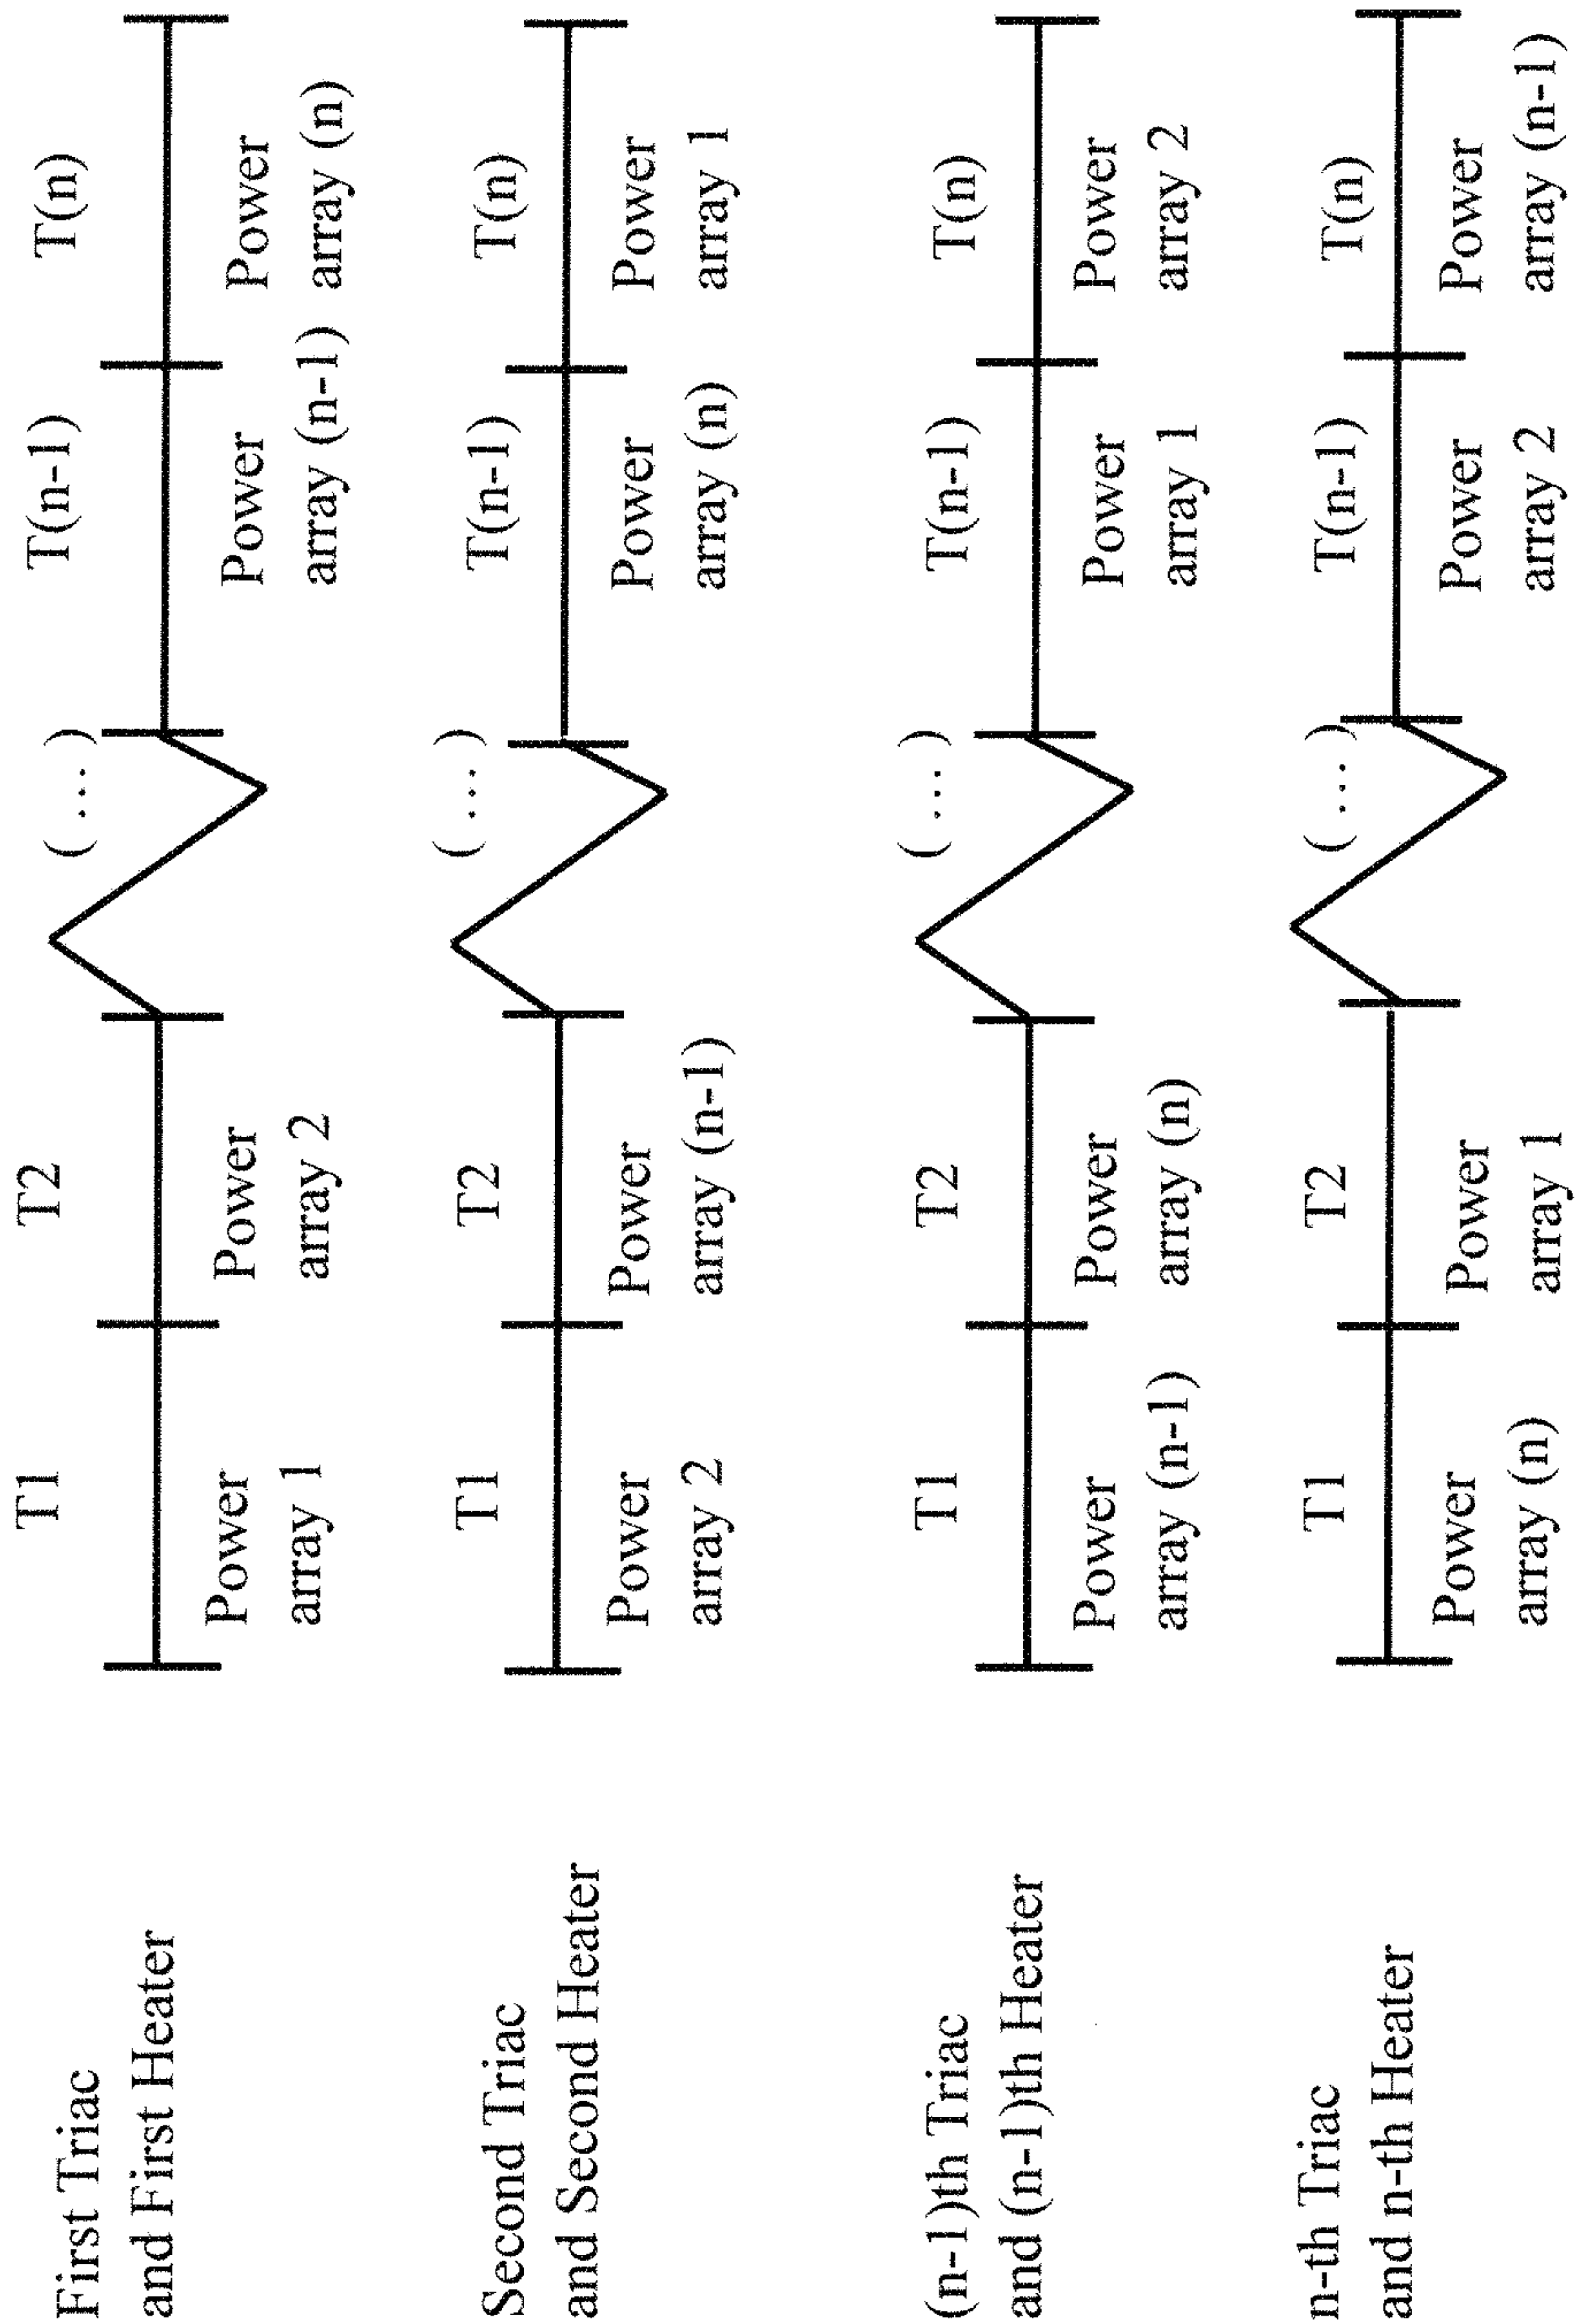 First Triac
and First Heater
T1
T2
( ... )
T(n-1)
T(n)
Power
array 1
Power
array 2
Power
array (n-1)
Power
array (n)
Second Triac
and Second Heater
T1
T2
( ... )
T(n-1)
T(n)
Power
array 2
Power
array (n-1)
Power
array (n)
Power
array 1
(n-1)th Triac
and (n-1)th Heater
T1
T2
( ... )
T(n-1)
T(n)
Power
array (n-1)
Power
array (n)
Power
array 1
Power
array 2
n-th Triac
and n-th Heater
T1
T2
( ... )
T(n-1)
T(n)
Power
array (n)
Power
array 1
Power
array 2
Power
array (n-1)